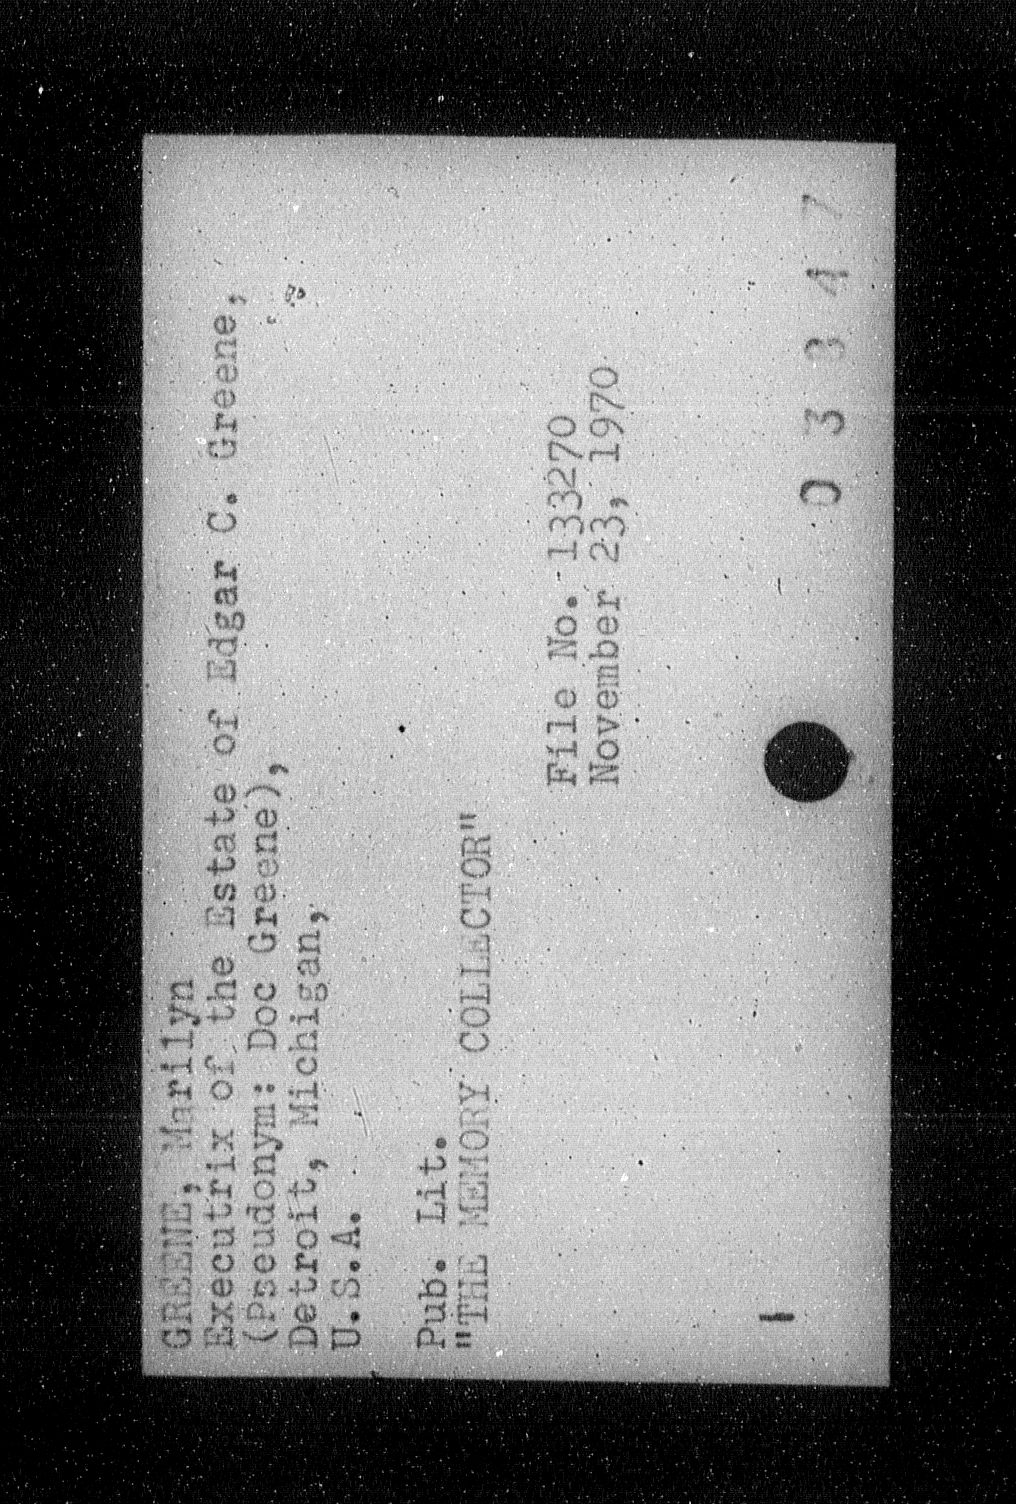 GREENE, Marilyn
Executrix of the Estate of Edgar C. Greene,
(Pseudonym: Doc Greene),
Detroit, Michigan,
U.S.A.
Pub. Lit.
"THE MEMORY COLLECTOR"
File No. 133270
November 23, 1970
03347